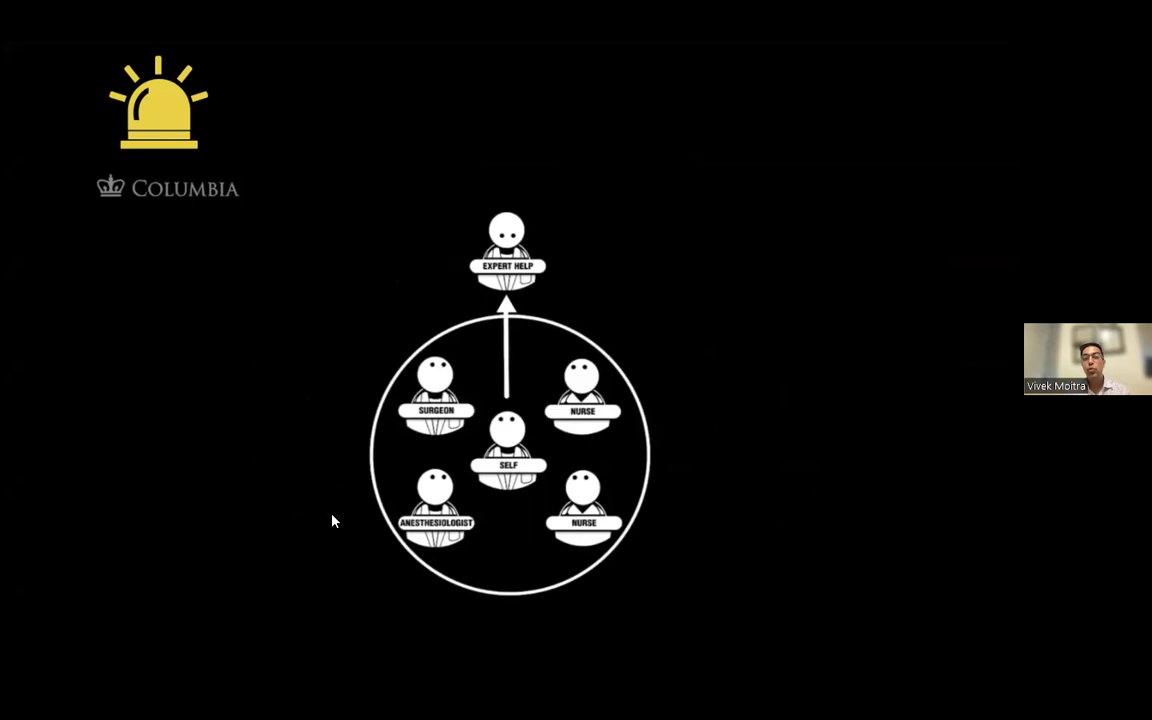 COLUMBIA
EXPERT HELP
SURGEON
NURSE
SELF
ANESTHESIOLOGIST
NURSE
Vivek Moitra